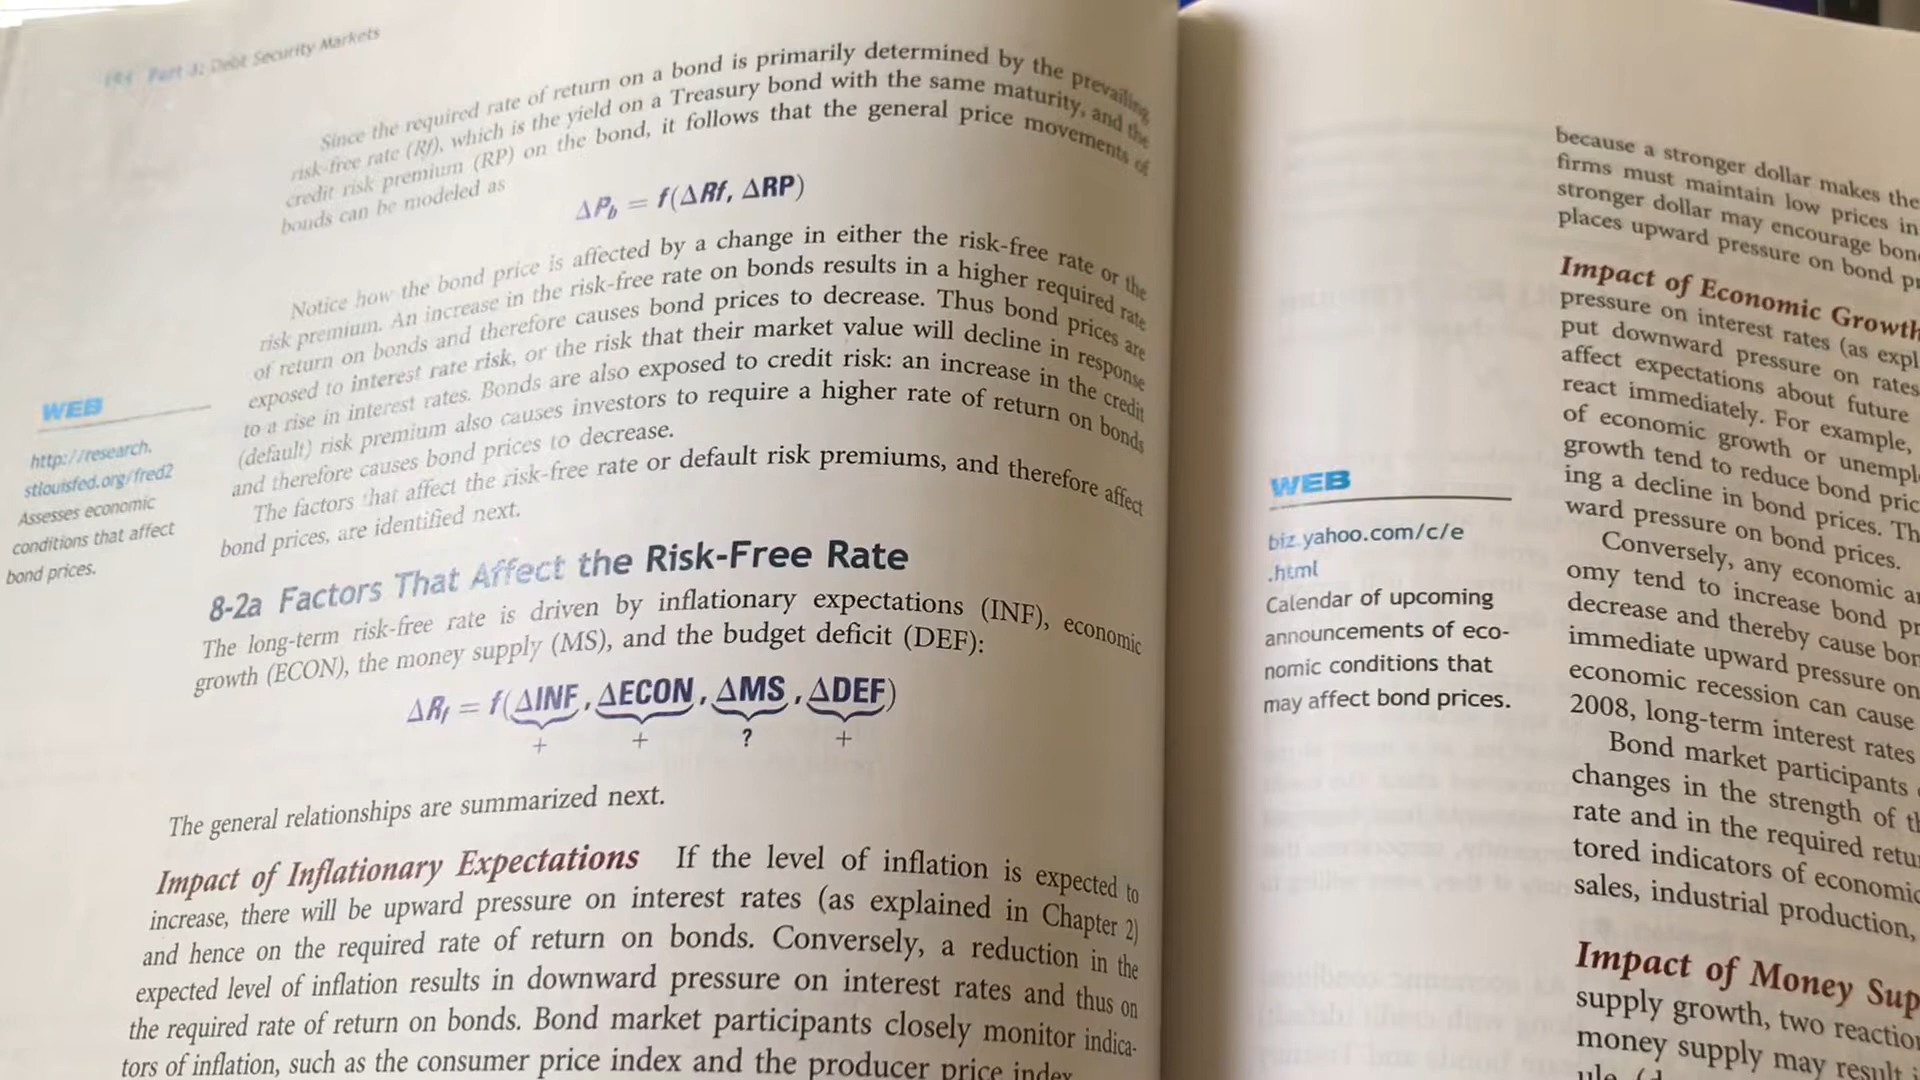 Part 3: Debt Security Markets
Since the required rate of return on a bond is primarily determined by the prevailing
risk-free rate (Rf), which is the yield on a Treasury bond with the same maturity, and the
credit risk premium (RP) on the bond, it follows that the general price movements of
bonds can be modeled as
ΔPb = f(ΔRf, ΔRP)
Notice how the bond price is affected by a change in either the risk-free rate or the
risk premium. An increase in the risk-free rate on bonds results in a higher required rate
of return on bonds and therefore causes bond prices to decrease. Thus bond prices are
exposed to interest rate risk, or the risk that their market value will decline in response
to a rise in interest rates. Bonds are also exposed to credit risk: an increase in the credit
(default) risk premium also causes investors to require a higher rate of return on bonds
and therefore causes bond prices to decrease.
The factors that affect the risk-free rate or default risk premiums, and therefore affect
bond prices, are identified next.
WEB
http://research.
stlouisfed.org/fred2
Assesses economic
conditions that affect
bond prices.
8-2a Factors That Affect the Risk-Free Rate
The long-term risk-free rate is driven by inflationary expectations (INF), economic
growth (ECON), the money supply (MS), and the budget deficit (DEF):
ΔRf = f(ΔINF, ΔECON, ΔMS, ΔDEF)
+ + ? +
The general relationships are summarized next.
Impact of Inflationary Expectations If the level of inflation is expected to
increase, there will be upward pressure on interest rates (as explained in Chapter 2)
and hence on the required rate of return on bonds. Conversely, a reduction in the
expected level of inflation results in downward pressure on interest rates and thus on
the required rate of return on bonds. Bond market participants closely monitor indica-
tors of inflation, such as the consumer price index and the producer price index.
because a stronger dollar makes the
firms must maintain low prices in
stronger dollar may encourage
places upward pressure on bond
Impact of Economic Growth
pressure on interest rates (as
put downward pressure on rates
affect expectations about future
react immediately. For example,
of economic growth or
growth tend to reduce bond
ing a decline in bond prices.
ward pressure on bond prices.
Conversely, any economic
omy tend to increase bond
decrease and thereby cause
immediate upward pressure on
economic recession can cause
2008, long-term interest rates
Bond market participants
changes in the strength of
rate and in the required
tored indicators of
sales, industrial production,
Impact of Money
supply growth, two
money supply may result
WEB
biz.yahoo.com/c/e
.html
Calendar of upcoming
announcements of eco-
nomic conditions that
may affect bond prices.